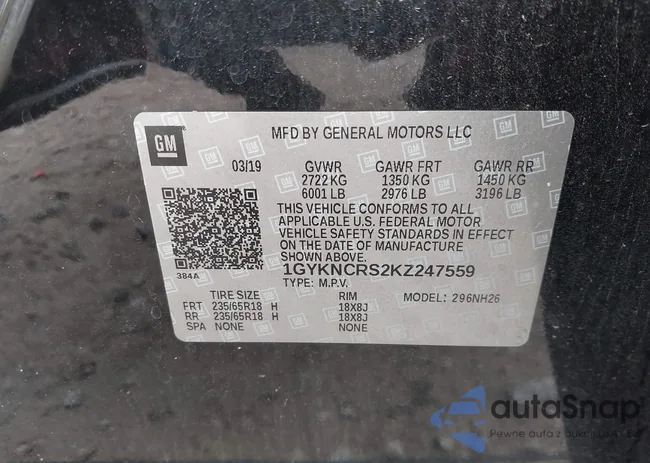 GM
MFD BY GENERAL MOTORS LLC
03/19 GVWR GAWR FRT GAWR RR
2722 KG 1350 KG 1450 KG
6001 LB 2976 LB 3196 LB
THIS VEHICLE CONFORMS TO ALL
APPLICABLE U.S. FEDERAL MOTOR
VEHICLE SAFETY STANDARDS IN EFFECT
ON THE DATE OF MANUFACTURE
SHOWN ABOVE.
384A 1GYKNCRS2KZ247559
TYPE: M.P.V.
TIRE SIZE RIM MODEL: 296NH26
FRT 235/65R18 H 18X8J
RR 235/65R18 H 18X8J
SPA NONE NONE
autoSnap
Pewne auta z aukcji